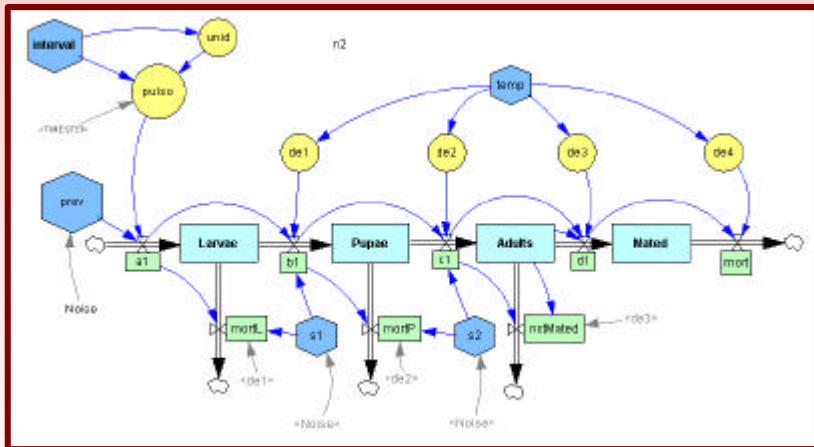 interval
unid
n2
pulso
temp
<TIMESTEP>
de1
de2
de3
de4
prev
Larvae
Pupae
Adults
Mated
a1
b1
c1
d1
mort
Noise
mortL
s1
mortP
s2
notMated
<de3>
<de1>
<de2>
<Noise>
<Noise>